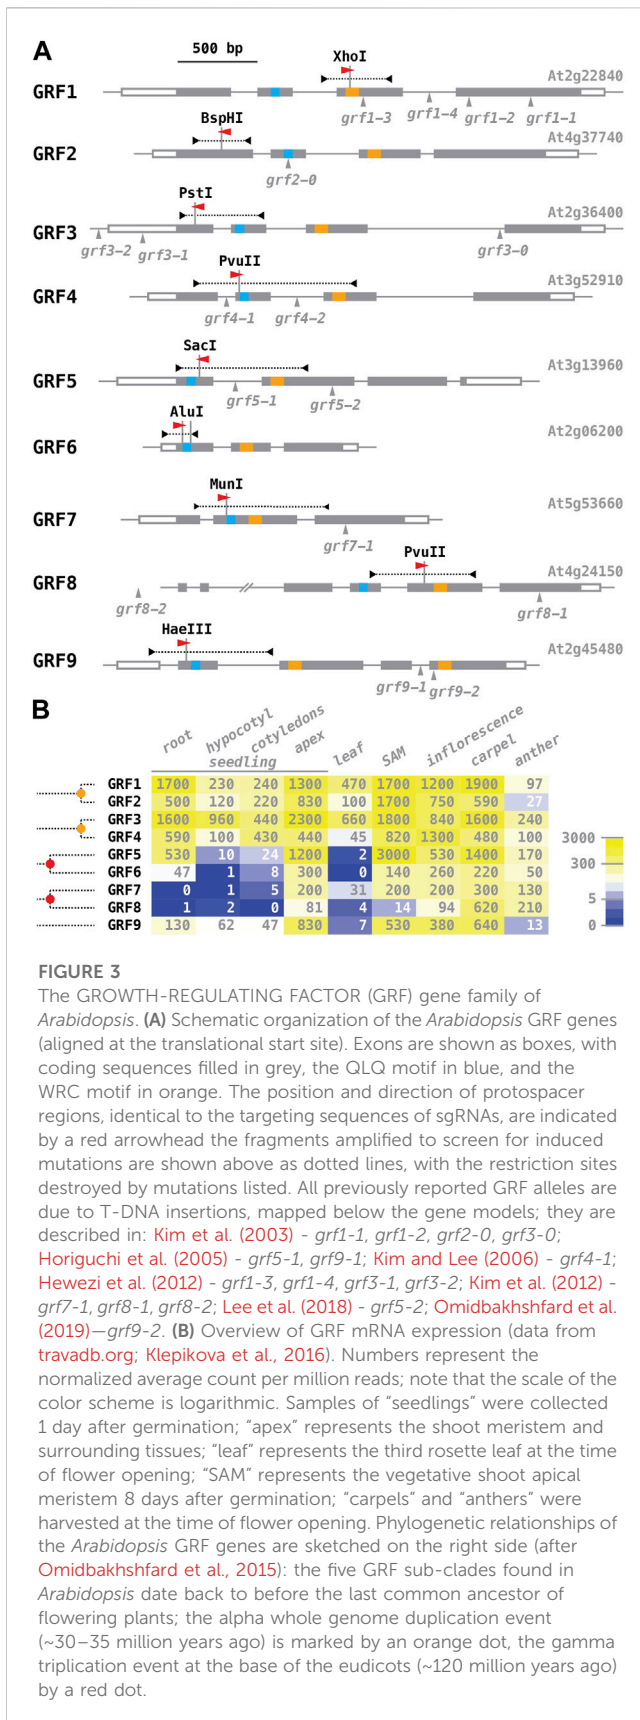 A
500 bp
XhoI
At2g22840
GRF1
grf1-3
grf1-4
grf1-2
grf1-1
BspHI
At4g37740
GRF2
grf2-0
PstI
At2g36400
GRF3
grf3-2
grf3-1
grf3-0
PvuII
At3g52910
GRF4
grf4-1
grf4-2
SacI
At3g13960
GRF5
grf5-1
grf5-2
AluI
At2g06200
GRF6
MunI
At5g53660
GRF7
grf7-1
PvuII
At4g24150
GRF8
grf8-2
grf8-1
HaeIII
At2g45480
GRF9
grf9-1
grf9-2
B
root hypocotyl cotyledons apex leaf SAM inflorescence carpel anther
seedling
GRF1 1700 230 240 1300 470 1700 1200 1900 97
GRF2 500 120 220 830 100 1700 750 590 27
GRF3 1600 960 440 2300 660 1800 840 1600 240
GRF4 590 100 430 440 45 820 1300 480 100
GRF5 530 10 24 1200 2 3000 530 1400 170
GRF6 47 1 8 300 0 140 260 220 50
GRF7 0 1 5 200 31 200 200 300 130
GRF8 1 2 0 81 4 14 94 620 210
GRF9 130 62 47 830 7 530 380 640 13
3000
300
5
0
FIGURE 3
The GROWTH-REGULATING FACTOR (GRF) gene family of
Arabidopsis. (A) Schematic organization of the Arabidopsis GRF genes
(aligned at the translational start site). Exons are shown as boxes, with
coding sequences filled in grey, the QLQ motif in blue, and the
WRC motif in orange. The position and direction of protospacer
regions, identical to the targeting sequences of sgRNAs, are indicated
by a red arrowhead the fragments amplified to screen for induced
mutations are shown above as dotted lines, with the restriction sites
destroyed by mutations listed. All previously reported GRF alleles are
due to T-DNA insertions, mapped below the gene models; they are
described in: Kim et al. (2003) - grf1-1, grf1-2, grf2-0, grf3-0;
Horiguchi et al. (2005) - grf5-1, grf9-1; Kim and Lee (2006) - grf4-1;
Hewezi et al. (2012) - grf1-3, grf1-4, grf3-1, grf3-2; Kim et al. (2012) -
grf7-1, grf8-1, grf8-2; Lee et al. (2018) - grf5-2; Omidbakhshfard et al.
(2019)—grf9-2. (B) Overview of GRF mRNA expression (data from
travadb.org; Klepikova et al., 2016). Numbers represent the
normalized average count per million reads; note that the scale of the
color scheme is logarithmic. Samples of “seedlings” were collected
1 day after germination; “apex” represents the shoot meristem and
surrounding tissues; “leaf” represents the third rosette leaf at the time
of flower opening; “SAM” represents the vegetative shoot apical
meristem 8 days after germination; “carpels” and “anthers” were
harvested at the time of flower opening. Phylogenetic relationships of
the Arabidopsis GRF genes are sketched on the right side (after
Omidbakhshfard et al., 2015): the five GRF sub-clades found in
Arabidopsis date back to before the last common ancestor of
flowering plants; the alpha whole genome duplication event
(~30–35 million years ago) is marked by an orange dot, the gamma
triplication event at the base of the eudicots (~120 million years ago)
by a red dot.